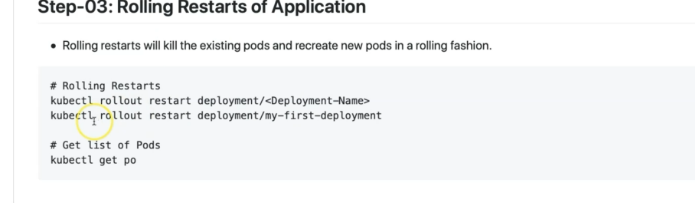 Step-03: Rolling Restarts of Application
• Rolling restarts will kill the existing pods and recreate new pods in a rolling fashion.
# Rolling Restarts
kubectl rollout restart deployment/<Deployment-Name>
kubectl rollout restart deployment/my-first-deployment
# Get list of Pods
kubectl get po